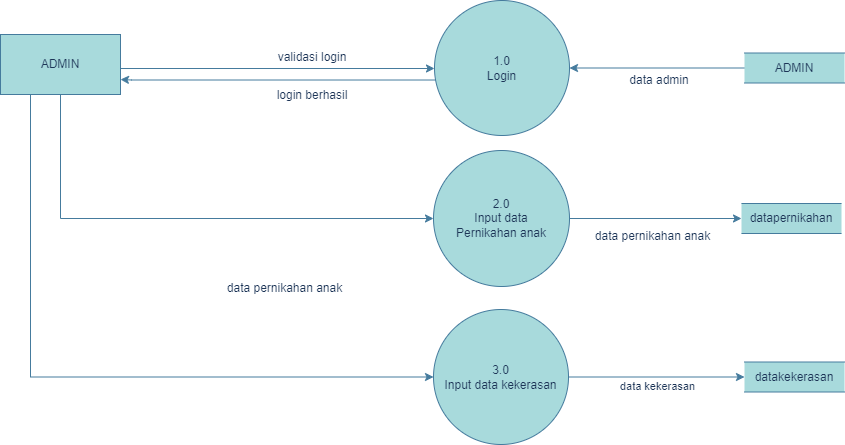 ADMIN
validasi login
login berhasil
1.0
Login
data admin
ADMIN
2.0
Input data
Pernikahan anak
data pernikahan anak
datapernikahan
data pernikahan anak
3.0
Input data kekerasan
data kekerasan
datakekerasan